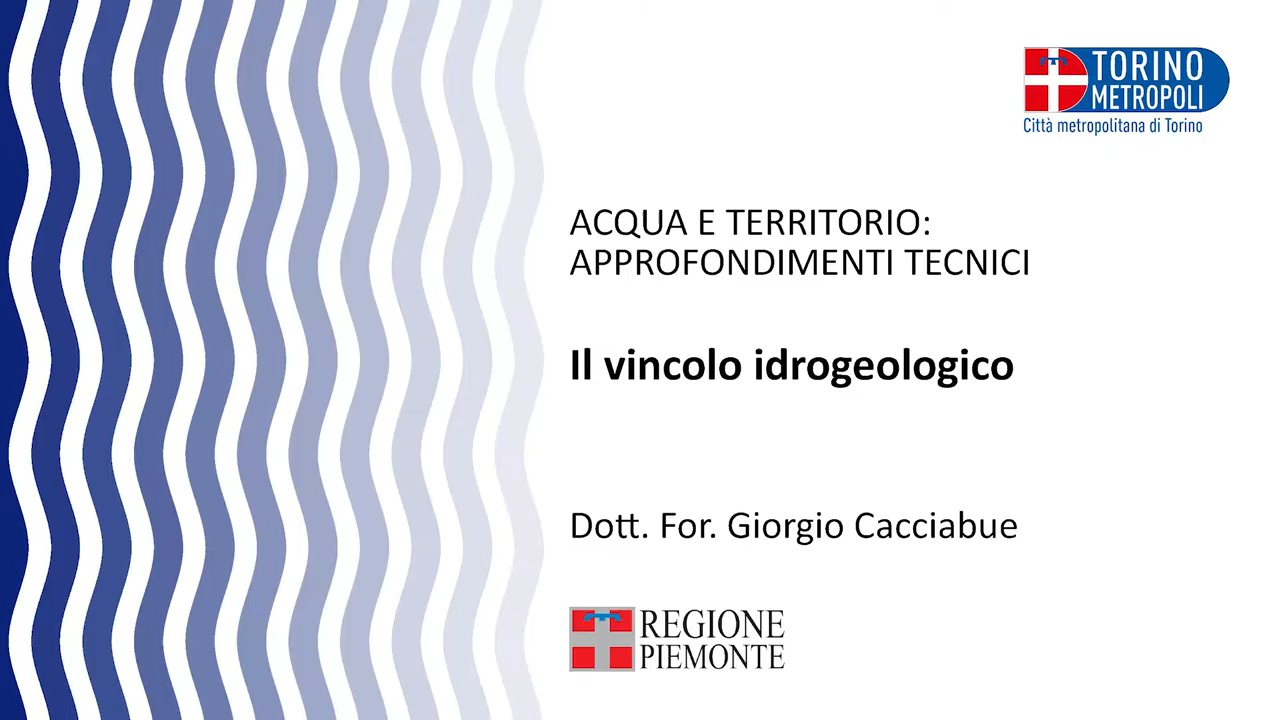 TORINO
METROPOLI
Città metropolitana di Torino
ACQUA E TERRITORIO:
APPROFONDIMENTI TECNICI
Il vincolo idrogeologico
Dott. For. Giorgio Cacciabue
REGIONE
PIEMONTE